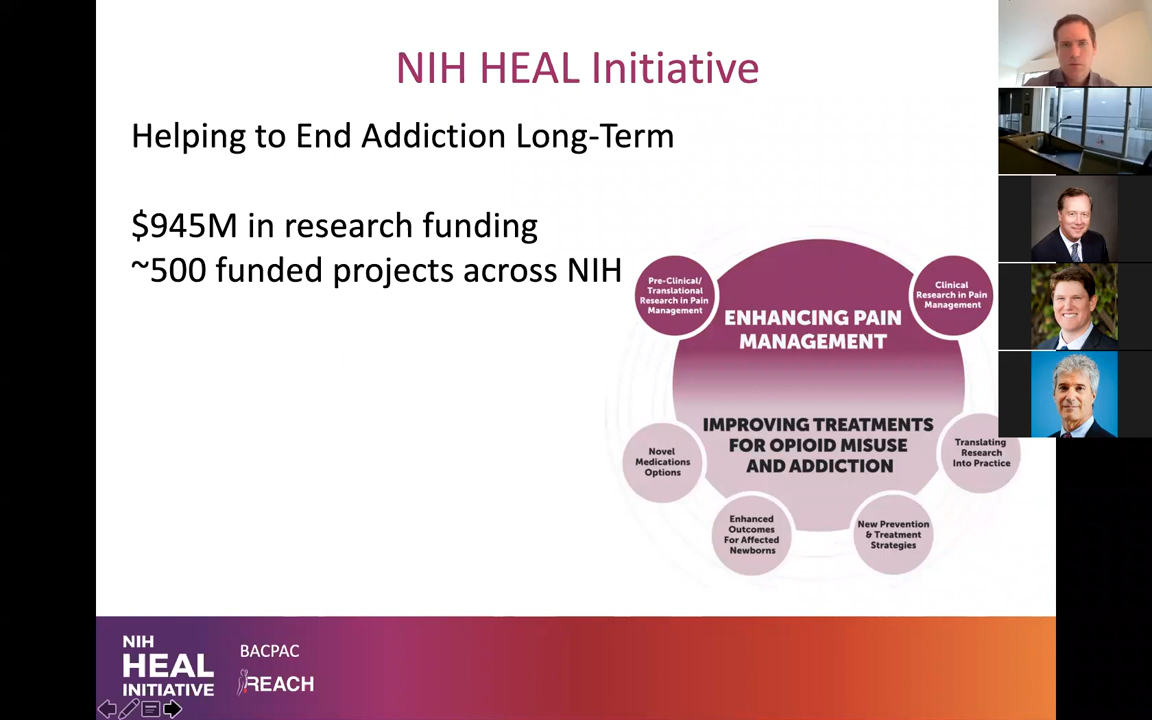 NIH HEAL Initiative
Helping to End Addiction Long-Term
$945M in research funding
~500 funded projects across NIH
Pre-Clinical/
Translational
Research in Pain
Management
Clinical
Research in Pain
Management
ENHANCING PAIN
MANAGEMENT
IMPROVING TREATMENTS
FOR OPIOID MISUSE
AND ADDICTION
Novel
Medications
Options
Translating
Research
Into Practice
Enhanced
Outcomes
For Affected
Newborns
New Prevention
& Treatment
Strategies
NIH
HEAL
INITIATIVE
BACPAC
REACH